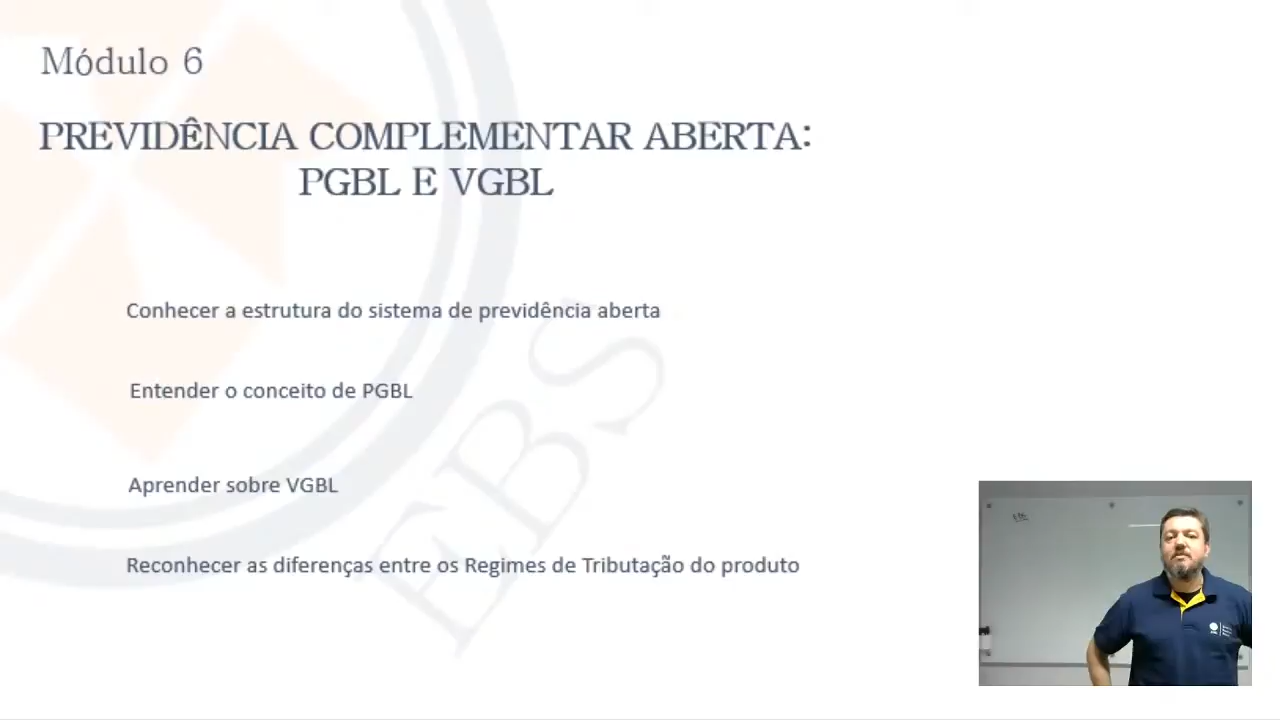 Módulo 6
PREVIDÊNCIA COMPLEMENTAR ABERTA:
PGBL E VGBL
Conhecer a estrutura do sistema de previdência aberta
Entender o conceito de PGBL
Aprender sobre VGBL
Reconhecer as diferenças entre os Regimes de Tributação do produto
EBS